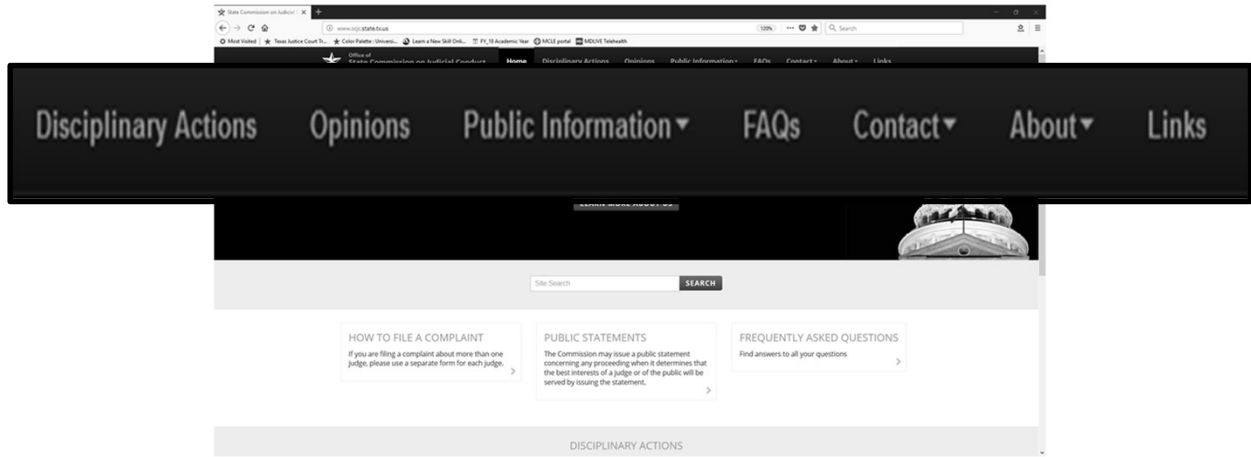 State Commission on Judicial C
www.scjc.state.tx.us
120%
Search
Most Visited Texas Justice Court Tr... Color Palette : Universi... Learn a New Skill Onli... FY_18 Academic Year MCLE portal MDLIVE Telehealth
Office of
State Commission on Judicial Conduct Home Disciplinary Actions Opinions Public Information FAQs Contact About Links
Disciplinary Actions Opinions Public Information FAQs Contact About Links
LEARN MORE ABOUT US
Site Search SEARCH
HOW TO FILE A COMPLAINT
If you are filing a complaint about more than one
judge, please use a separate form for each judge.
PUBLIC STATEMENTS
The Commission may issue a public statement
concerning any proceeding when it determines that
the best interests of a judge or of the public will be
served by issuing the statement.
FREQUENTLY ASKED QUESTIONS
Find answers to all your questions
DISCIPLINARY ACTIONS